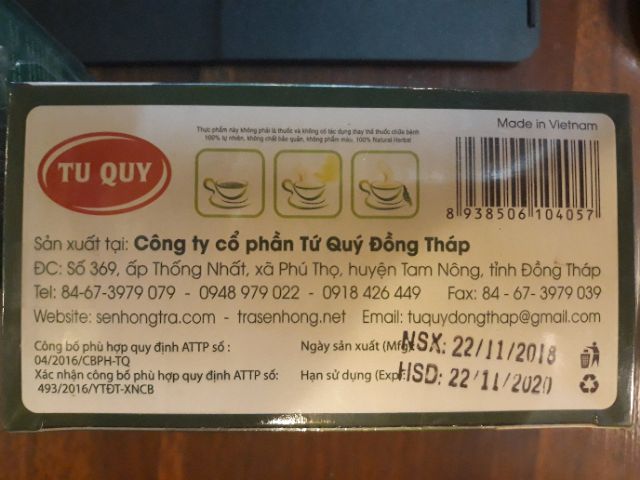 Made in Vietnam
Thực phẩm này không phải là thuốc và không có tác dụng thay thế thuốc chữa bệnh
100% tự nhiên, không chất bảo quản, không phẩm màu, 100% Natural Herbal
TU QUY
8 938506 104057
Sản xuất tại: Công ty cổ phần Tứ Quý Đồng Tháp
ĐC: Số 369, ấp Thống Nhất, xã Phú Thọ, huyện Tam Nông, tỉnh Đồng Tháp
Tel: 84-67-3979 079 - 0948 979 022 - 0918 426 449 Fax: 84 - 67- 3979 039
Website: senhongtra.com - trasenhong.net Email: tuquydongthap@gmail.com
Công bố phù hợp quy định ATTP số : Ngày sản xuất (Mfg): NSX: 22/11/2018
04/2016/CBPH-TQ
Xác nhận công bố phù hợp quy định ATTP số: Hạn sử dụng (Exp): HSD: 22/11/2020
493/2016/YTĐT-XNCB